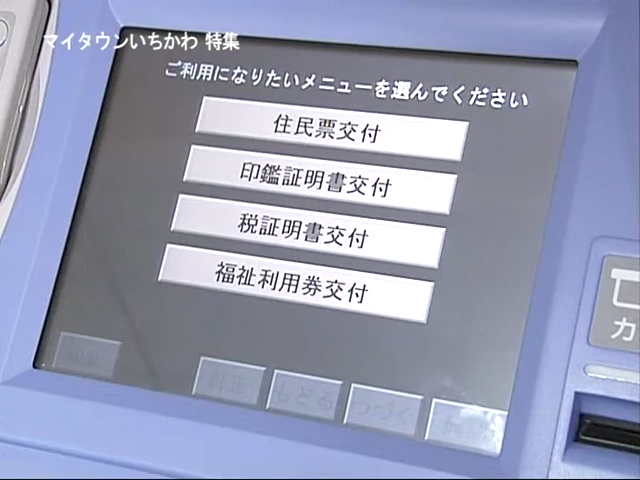 マイタウンいちかわ 特集
ご利用になりたいメニューを選んでください
住民票交付
印鑑証明書交付
税証明書交付
福祉利用券交付
訂正
もどる
つづく
カ